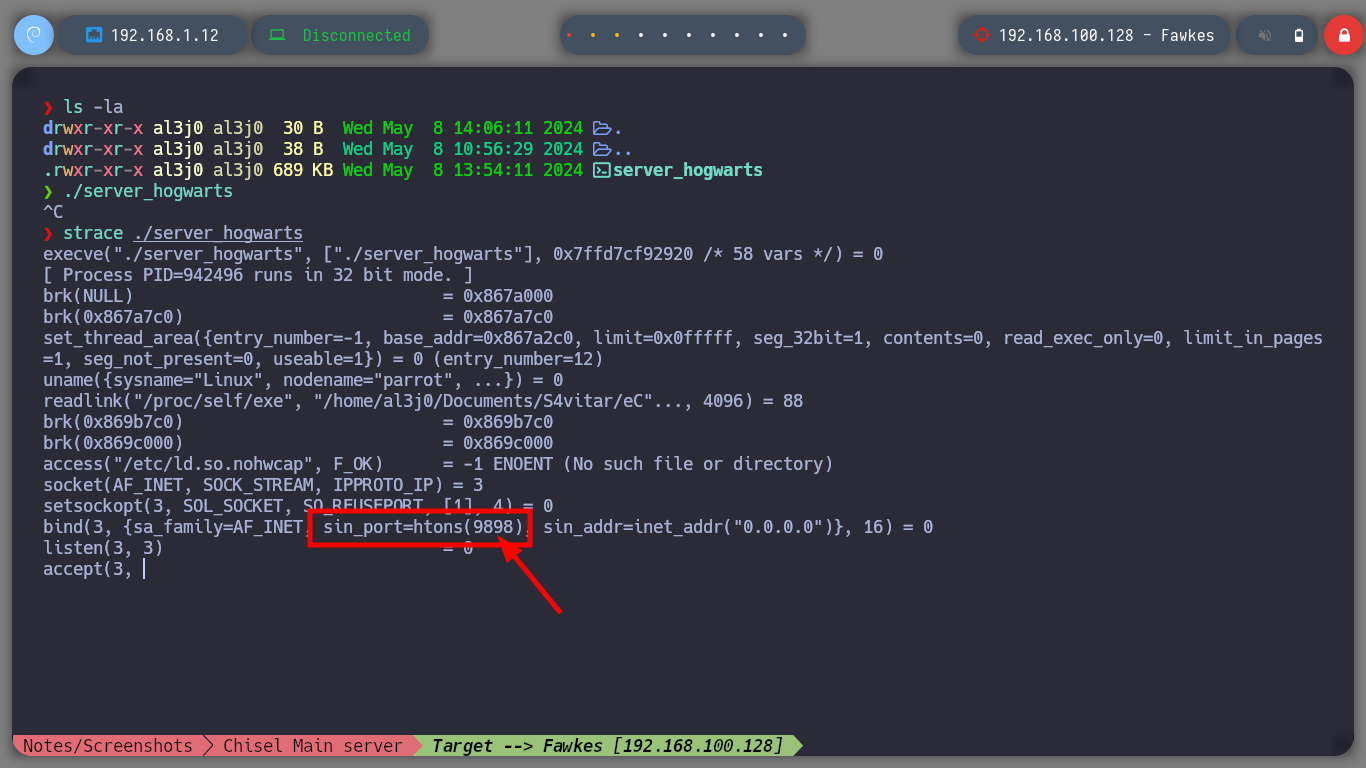 192.168.1.12
Disconnected
192.168.100.128 - Fawkes
❯ ls -la
drwxr-xr-x al3j0 al3j0  30 B  Wed May  8 14:06:11 2024 .
drwxr-xr-x al3j0 al3j0  38 B  Wed May  8 10:56:29 2024 ..
.rwxr-xr-x al3j0 al3j0 689 KB Wed May  8 13:54:11 2024 server_hogwarts
❯ ./server_hogwarts
^C
❯ strace ./server_hogwarts
execve("./server_hogwarts", ["./server_hogwarts"], 0x7ffd7cf92920 /* 58 vars */) = 0
[ Process PID=942496 runs in 32 bit mode. ]
brk(NULL)                               = 0x867a000
brk(0x867a7c0)                          = 0x867a7c0
set_thread_area({entry_number=-1, base_addr=0x867a2c0, limit=0x0fffff, seg_32bit=1, contents=0, read_exec_only=0, limit_in_pages
=1, seg_not_present=0, useable=1}) = 0 (entry_number=12)
uname({sysname="Linux", nodename="parrot", ...}) = 0
readlink("/proc/self/exe", "/home/al3j0/Documents/S4vitar/eC"..., 4096) = 88
brk(0x869b7c0)                          = 0x869b7c0
brk(0x869c000)                          = 0x869c000
access("/etc/ld.so.nohwcap", F_OK)      = -1 ENOENT (No such file or directory)
socket(AF_INET, SOCK_STREAM, IPPROTO_IP) = 3
setsockopt(3, SOL_SOCKET, SO_REUSEPORT, [1], 4) = 0
bind(3, {sa_family=AF_INET, sin_port=htons(9898), sin_addr=inet_addr("0.0.0.0")}, 16) = 0
listen(3, 3)                            = 0
accept(3,
Notes/Screenshots
Chisel Main server
Target --> Fawkes [192.168.100.128]